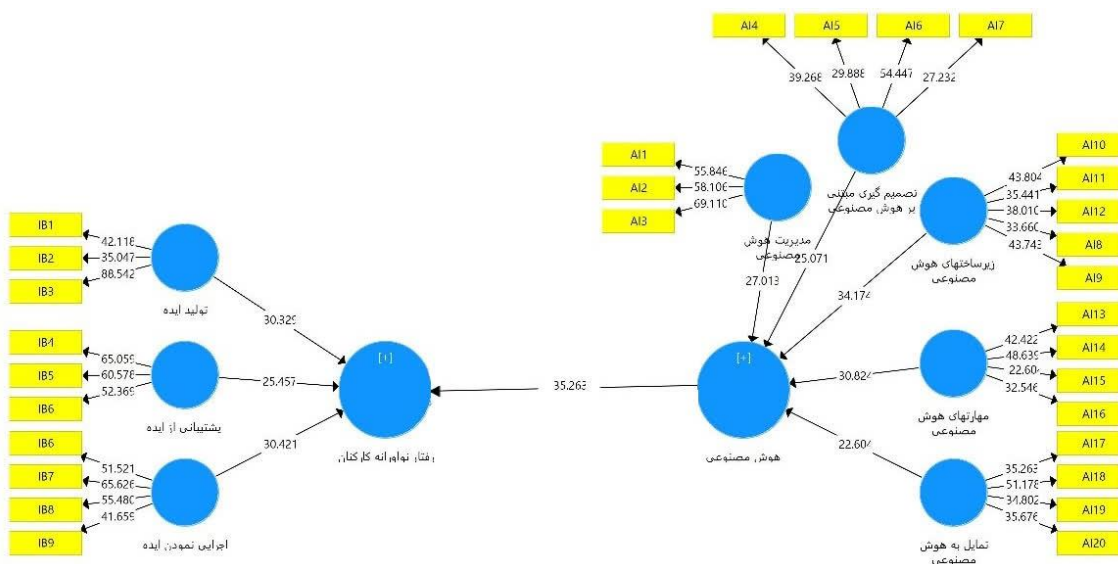 AI4
AI5
AI6
AI7
39.268
29.888
54.447
27.232
تصمیم گیری مبتنی
بر هوش مصنوعی
25.071
AI1
AI2
AI3
55.846
58.106
69.110
مدیریت هوش
مصنوعی
27.013
AI10
AI11
AI12
AI8
AI9
43.804
35.441
38.010
33.660
43.743
زیرساختهای هوش
مصنوعی
34.174
AI13
AI14
AI15
AI16
42.422
48.639
22.604
32.546
مهارتهای هوش
مصنوعی
30.824
AI17
AI18
AI19
AI20
35.263
51.178
34.802
35.676
تمایل به هوش
مصنوعی
22.604
[+]
هوش مصنوعی
35.263
[+]
رفتار نوآورانه کارکنان
IB1
IB2
IB3
42.118
35.047
88.542
تولید ایده
30.329
IB4
IB5
IB6
65.059
60.578
52.369
پشتیبانی از ایده
25.457
IB6
IB7
IB8
IB9
51.521
65.626
55.480
41.659
اجرایی نمودن ایده
30.421